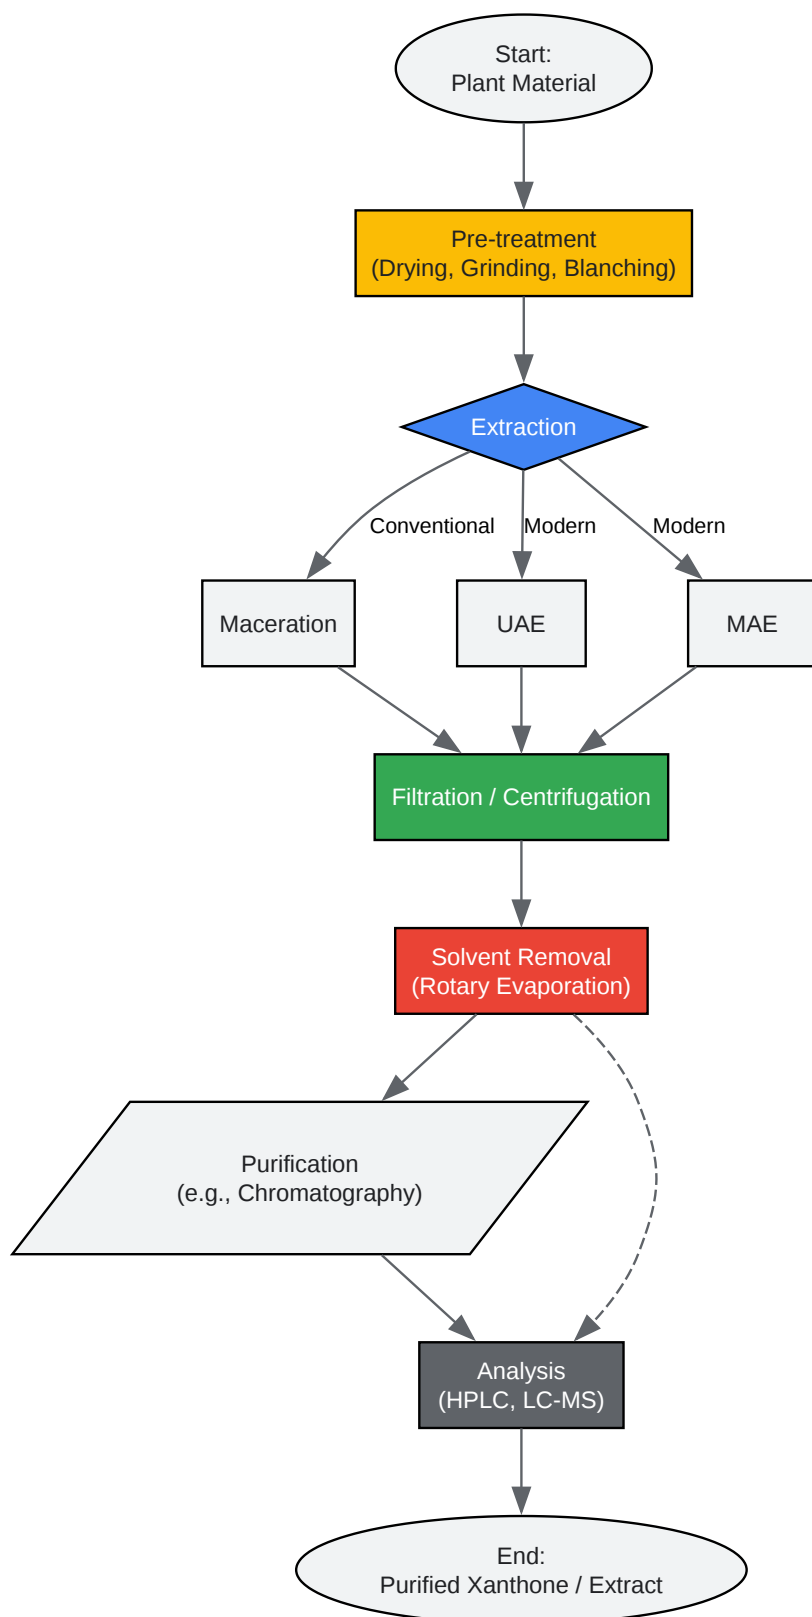 Start:
Plant Material
Pre-treatment
(Drying, Grinding, Blanching)
Extraction
Conventional
Modern
Modern
Maceration
UAE
MAE
Filtration / Centrifugation
Solvent Removal
(Rotary Evaporation)
Purification
(e.g., Chromatography)
Analysis
(HPLC, LC-MS)
End:
Purified Xanthone / Extract